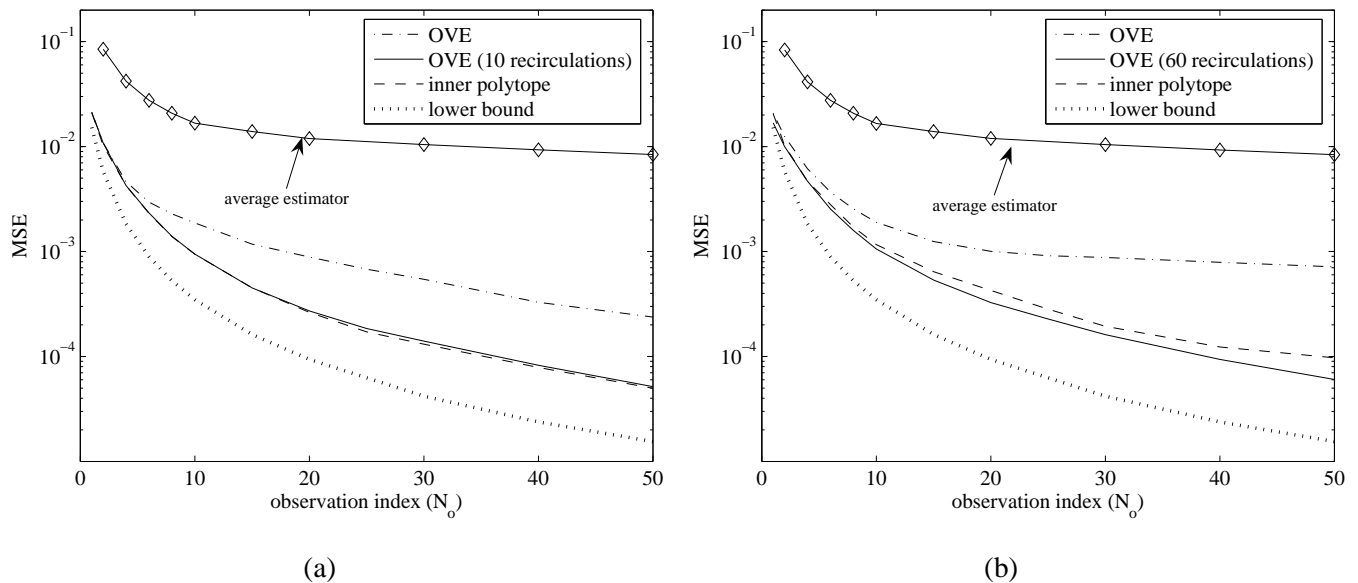 10⁻¹
10⁻²
10⁻³
10⁻⁴
MSE
OVE
OVE (10 recirculations)
inner polytope
lower bound
average estimator
0 10 20 30 40 50
observation index (Nₒ)
(a)
10⁻¹
10⁻²
10⁻³
10⁻⁴
MSE
OVE
OVE (60 recirculations)
inner polytope
lower bound
average estimator
0 10 20 30 40 50
observation index (Nₒ)
(b)